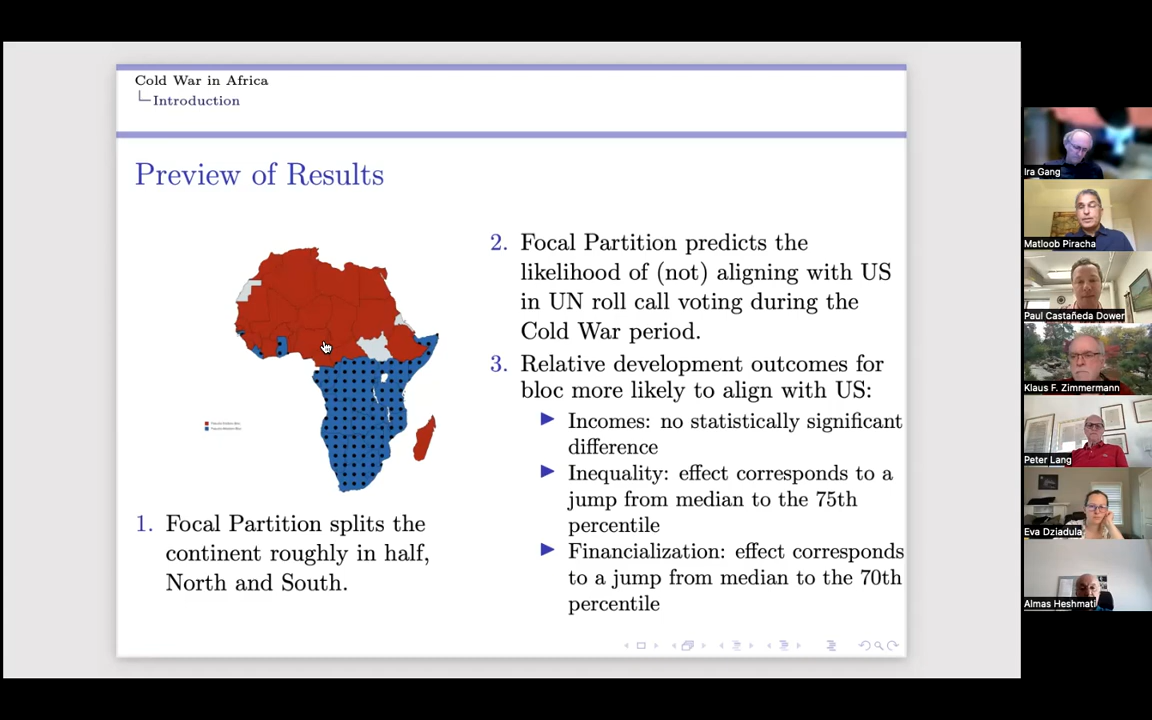 Cold War in Africa
Introduction
Preview of Results
1. Focal Partition splits the
continent roughly in half,
North and South.
2. Focal Partition predicts the
likelihood of (not) aligning with US
in UN roll call voting during the
Cold War period.
3. Relative development outcomes for
bloc more likely to align with US:
Incomes: no statistically significant
difference
Inequality: effect corresponds to a
jump from median to the 75th
percentile
Financialization: effect corresponds
to a jump from median to the 70th
percentile
Ira Gang
Matloob Piracha
Paul Castañeda Dower
Klaus F. Zimmermann
Peter Lang
Eva Dziadula
Almas Heshmati